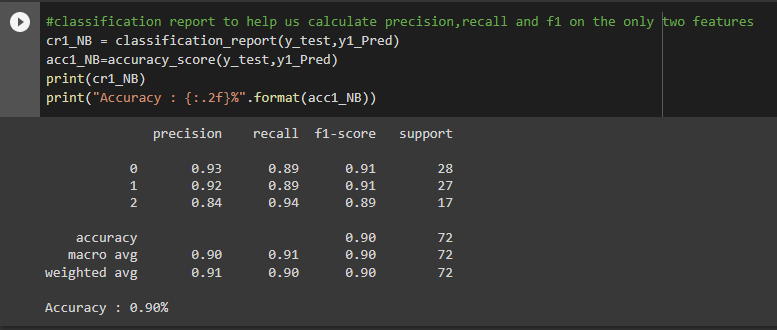 #classification report to help us calculate precision,recall and f1 on the only two features
cr1_NB = classification_report(y_test,y1_Pred)
acc1_NB=accuracy_score(y_test,y1_Pred)
print(cr1_NB)
print("Accuracy : {:.2f}%".format(acc1_NB))
precision recall f1-score support
0 0.93 0.89 0.91 28
1 0.92 0.89 0.91 27
2 0.84 0.94 0.89 17
accuracy 0.90 72
macro avg 0.90 0.91 0.90 72
weighted avg 0.91 0.90 0.90 72
Accuracy : 0.90%